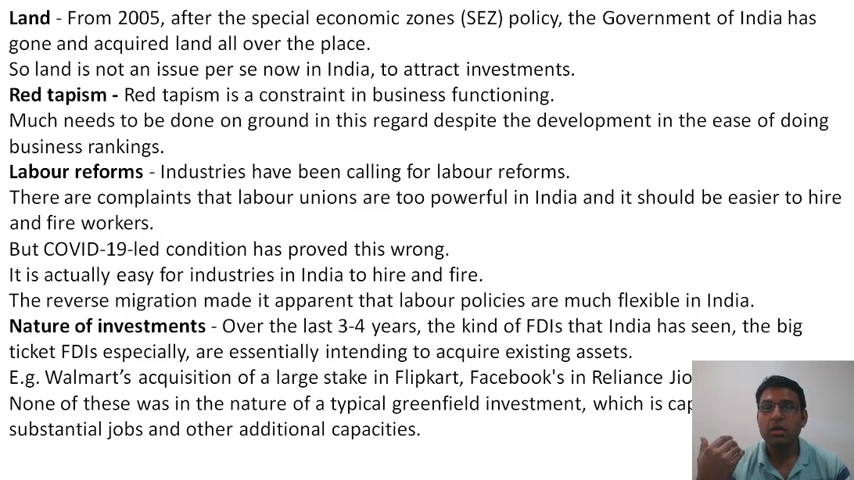 Land - From 2005, after the special economic zones (SEZ) policy, the Government of India has
gone and acquired land all over the place.
So land is not an issue per se now in India, to attract investments.
Red tapism - Red tapism is a constraint in business functioning.
Much needs to be done on ground in this regard despite the development in the ease of doing
business rankings.
Labour reforms - Industries have been calling for labour reforms.
There are complaints that labour unions are too powerful in India and it should be easier to hire
and fire workers.
But COVID-19-led condition has proved this wrong.
It is actually easy for industries in India to hire and fire.
The reverse migration made it apparent that labour policies are much flexible in India.
Nature of investments - Over the last 3-4 years, the kind of FDIs that India has seen, the big
ticket FDIs especially, are essentially intending to acquire existing assets.
E.g. Walmart's acquisition of a large stake in Flipkart, Facebook's in Reliance Jio
None of these was in the nature of a typical greenfield investment, which is
substantial jobs and other additional capacities.